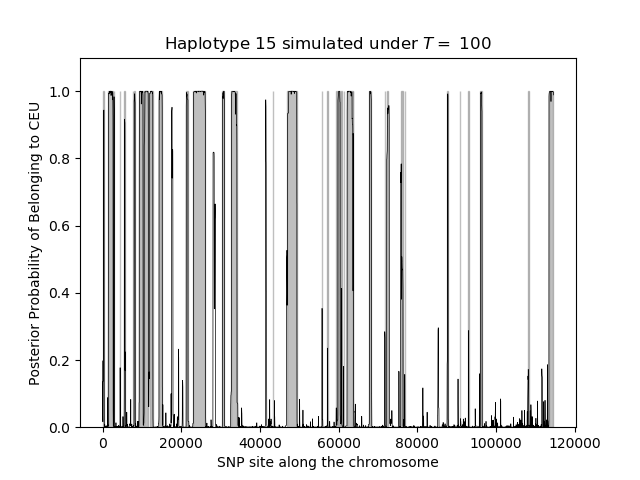 Haplotype 15 simulated under T = 100
Posterior Probability of Belonging to CEU
1.0
0.8
0.6
0.4
0.2
0.0
0 20000 40000 60000 80000 100000 120000
SNP site along the chromosome